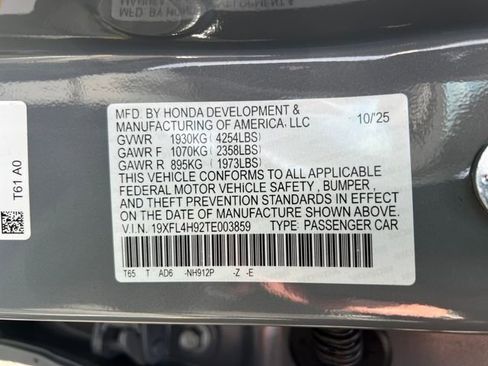 MFD. BY HONDA DEVELOPMENT &
MANUFACTURING OF AMERICA, LLC 10/'25
GVWR 1930KG (4254LBS)
GAWR F 1070KG (2358LBS)
GAWR R 895KG (1973LBS)
THIS VEHICLE CONFORMS TO ALL APPLICABLE
FEDERAL MOTOR VEHICLE SAFETY, BUMPER,
AND THEFT PREVENTION STANDARDS IN EFFECT
ON THE DATE OF MANUFACTURE SHOWN ABOVE.
V.I.N. 19XFL4H92TE003859 TYPE: PASSENGER CAR
T65 T AD6 -NH912P -Z -E
T61 A0